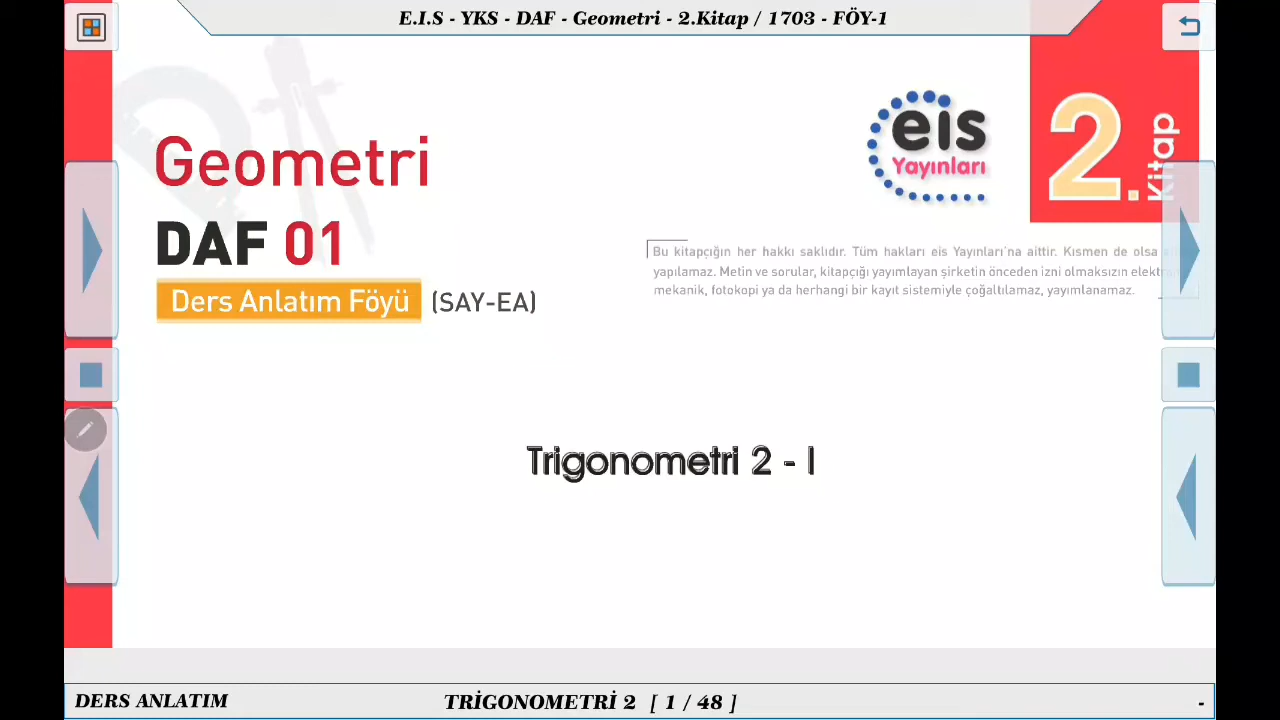 E.I.S - YKS - DAF - Geometri - 2.Kitap / 1703 - FÖY-1
eis
Yayınları
2.
Kitap
Geometri
DAF 01
Ders Anlatım Föyü (SAY-EA)
Bu kitapçığın her hakkı saklıdır. Tüm hakları eis Yayınları'na aittir. Kısmen de olsa
yapılamaz. Metin ve sorular, kitapçığı yayımlayan şirketin önceden izni olmaksızın
mekanik, fotokopi ya da herhangi bir kayıt sistemiyle çoğaltılamaz, yayımlanamaz.
Trigonometri 2 - I
DERS ANLATIM TRİGONOMETRİ 2 [ 1 / 48 ] -